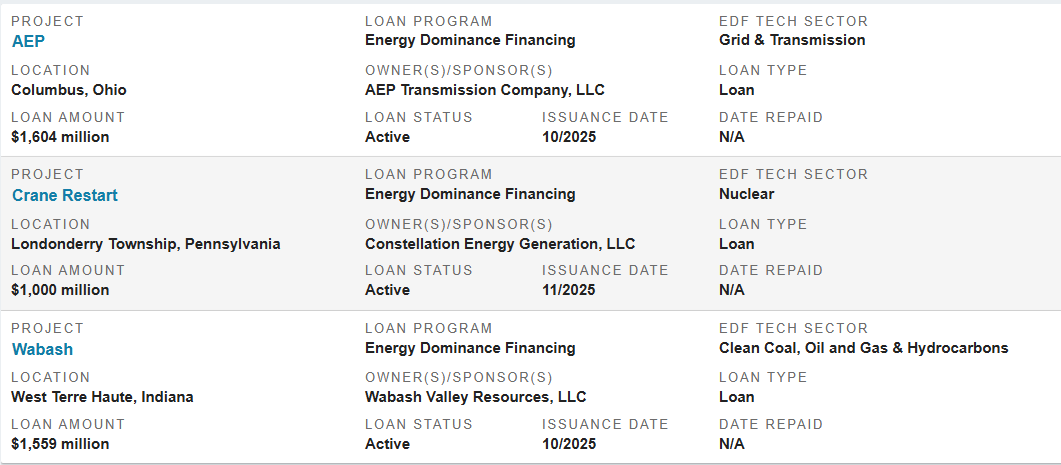 PROJECT LOAN PROGRAM EDF TECH SECTOR
AEP Energy Dominance Financing Grid & Transmission
LOCATION OWNER(S)/SPONSOR(S) LOAN TYPE
Columbus, Ohio AEP Transmission Company, LLC Loan
LOAN AMOUNT LOAN STATUS ISSUANCE DATE DATE REPAID
$1,604 million Active 10/2025 N/A
PROJECT LOAN PROGRAM EDF TECH SECTOR
Crane Restart Energy Dominance Financing Nuclear
LOCATION OWNER(S)/SPONSOR(S) LOAN TYPE
Londonderry Township, Pennsylvania Constellation Energy Generation, LLC Loan
LOAN AMOUNT LOAN STATUS ISSUANCE DATE DATE REPAID
$1,000 million Active 11/2025 N/A
PROJECT LOAN PROGRAM EDF TECH SECTOR
Wabash Energy Dominance Financing Clean Coal, Oil and Gas & Hydrocarbons
LOCATION OWNER(S)/SPONSOR(S) LOAN TYPE
West Terre Haute, Indiana Wabash Valley Resources, LLC Loan
LOAN AMOUNT LOAN STATUS ISSUANCE DATE DATE REPAID
$1,559 million Active 10/2025 N/A